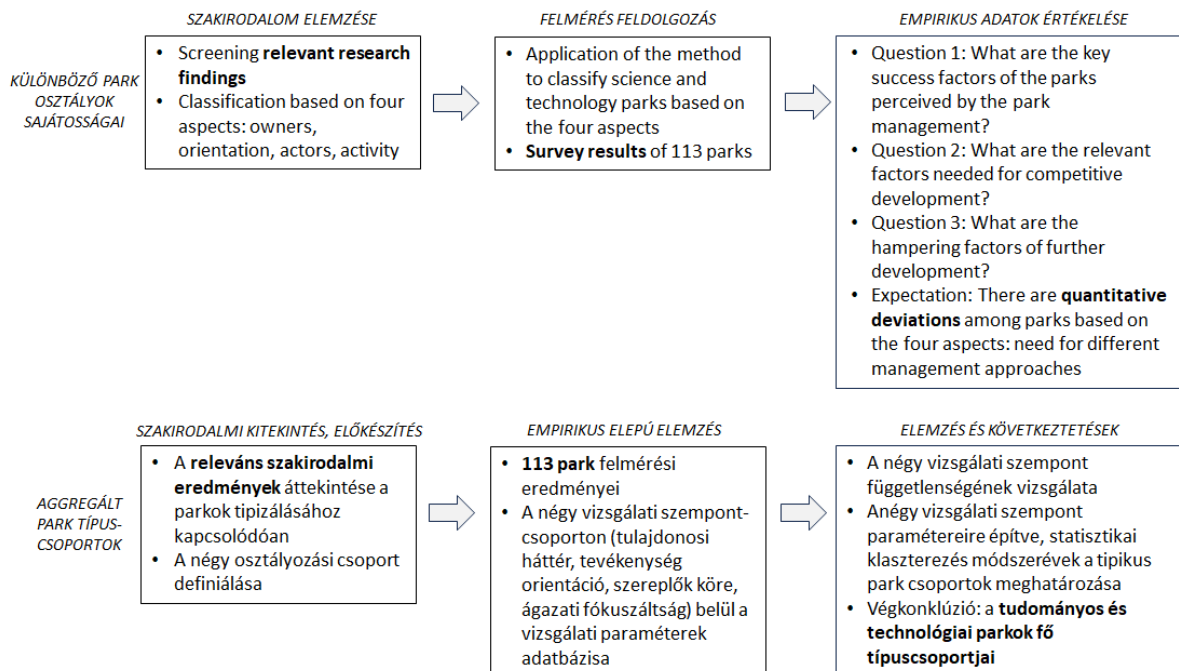 SZAKIRODALOM ELEMZÉSE
FELMÉRÉS FELDOLGOZÁS
EMPIRIKUS ADATOK ÉRTÉKELÉSE
KÜLÖNBÖZŐ PARK
OSZTÁLYOK
SAJÁTOSSÁGAI
• Screening relevant research
findings
• Classification based on four
aspects: owners,
orientation, actors, activity
• Application of the method
to classify science and
technology parks based on
the four aspects
• Survey results of 113 parks
• Question 1: What are the key
success factors of the parks
perceived by the park
management?
• Question 2: What are the relevant
factors needed for competitive
development?
• Question 3: What are the
hampering factors of further
development?
• Expectation: There are quantitative
deviations among parks based on
the four aspects: need for different
management approaches
SZAKIRODALMI KITEKINTÉS, ELŐKÉSZÍTÉS
EMPIRIKUS ELEPÚ ELEMZÉS
ELEMZÉS ÉS KÖVETKEZTETÉSEK
AGGREGÁLT
PARK TÍPUS-
CSOPORTOK
• A releváns szakirodalmi
eredmények áttekintése a
parkok tipizálásához
kapcsolódóan
• A négy osztályozási csoport
definiálása
• 113 park felmérési
eredményei
• A négy vizsgálati szempont-
csoporton (tulajdonosi
háttér, tevékenység
orientáció, szereplők köre,
ágazati fókuszáltság) belül a
vizsgálati paraméterek
adatbázisa
• A négy vizsgálati szempont
függetlenségének vizsgálata
• Anégy vizsgálati szempont
paramétereire építve, statisztikai
klaszterezés módszerévek a tipikus
park csoportok meghatározása
• Végkonklúzió: a tudományos és
technológiai parkok fő
típuscsoportjai